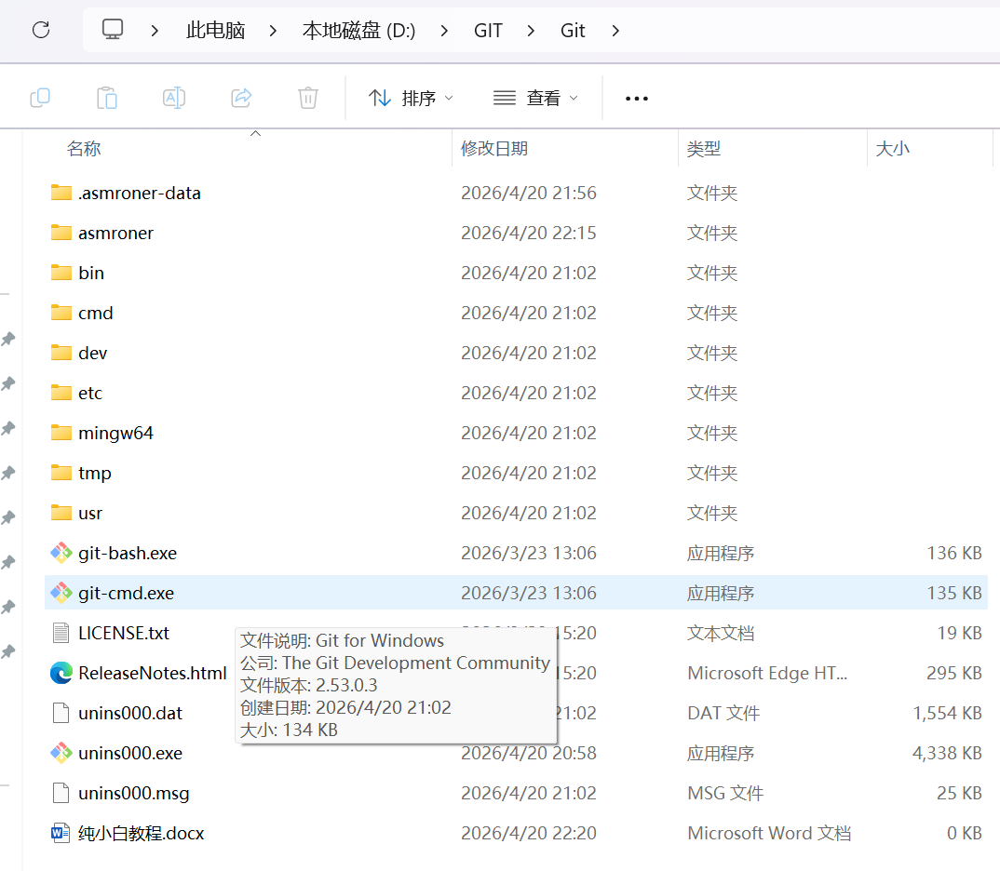 此电脑 本地磁盘 (D:) GIT Git
排序 查看
名称 修改日期 类型 大小
.asmroner-data 2026/4/20 21:56 文件夹
asmroner 2026/4/20 22:15 文件夹
bin 2026/4/20 21:02 文件夹
cmd 2026/4/20 21:02 文件夹
dev 2026/4/20 21:02 文件夹
etc 2026/4/20 21:02 文件夹
mingw64 2026/4/20 21:02 文件夹
tmp 2026/4/20 21:02 文件夹
usr 2026/4/20 21:02 文件夹
git-bash.exe 2026/3/23 13:06 应用程序 136 KB
git-cmd.exe 2026/3/23 13:06 应用程序 135 KB
LICENSE.txt 15:20 文本文档 19 KB
文件说明: Git for Windows
公司: The Git Development Community
ReleaseNotes.html 15:20 Microsoft Edge HT... 295 KB
文件版本: 2.53.0.3
创建日期: 2026/4/20 21:02
unins000.dat 21:02 DAT 文件 1,554 KB
大小: 134 KB
unins000.exe 2026/4/20 20:58 应用程序 4,338 KB
unins000.msg 2026/4/20 21:02 MSG 文件 25 KB
纯小白教程.docx 2026/4/20 22:20 Microsoft Word 文档 0 KB